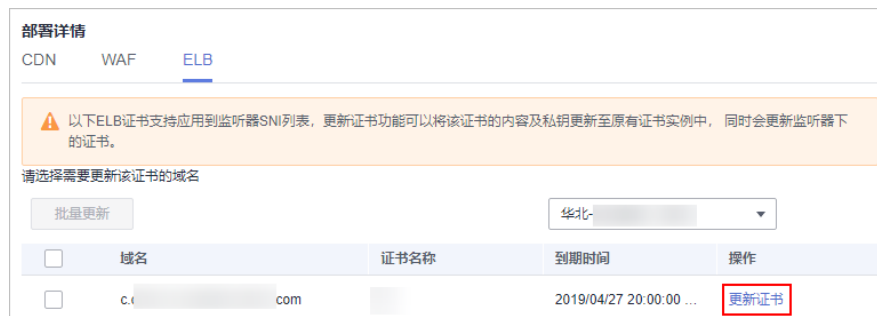 部署详情
CDN WAF ELB
以下ELB证书支持应用到监听器SNI列表，更新证书功能可以将该证书的内容及私钥更新至原有证书实例中， 同时会更新监听器下
的证书。
请选择需要更新该证书的域名
批量更新 华北-
域名 证书名称 到期时间 操作
c. com 2019/04/27 20:00:00 ... 更新证书